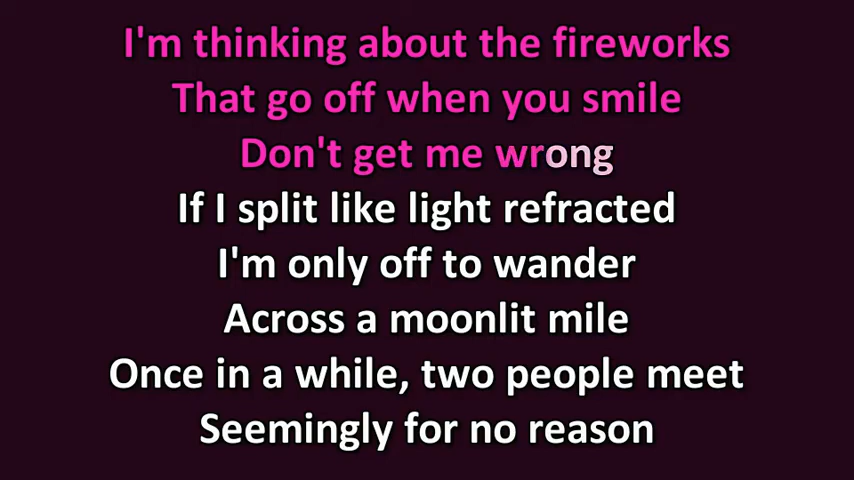 I'm thinking about the fireworks
That go off when you smile
Don't get me wrong
If I split like light refracted
I'm only off to wander
Across a moonlit mile
Once in a while, two people meet
Seemingly for no reason